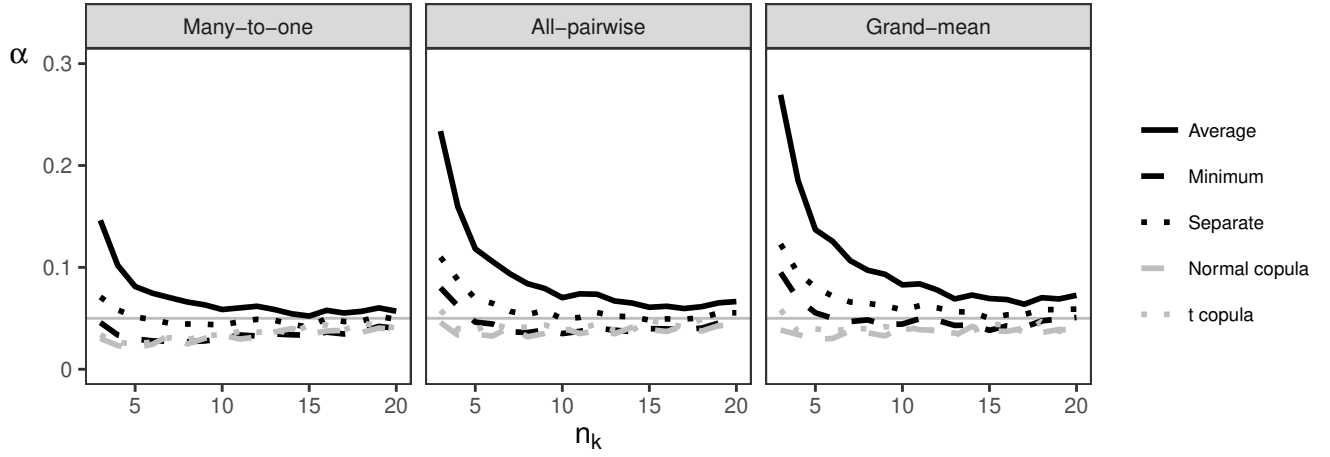 Many−to−one
All−pairwise
Grand−mean
α
0.3
0.2
0.1
0
5
10
15
20
5
10
15
20
5
10
15
20
nk
Average
Minimum
Separate
Normal copula
t copula